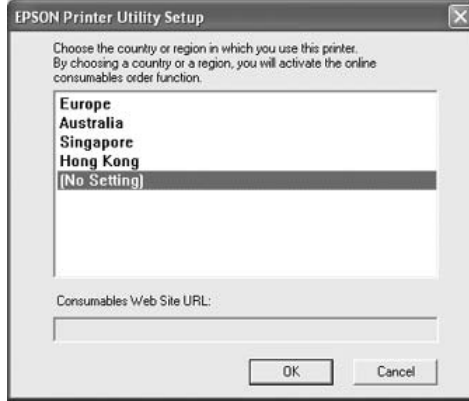 EPSON Printer Utility Setup
Choose the country or region in which you use this printer.
By choosing a country or a region, you will activate the online
consumables order function.
Europe
Australia
Singapore
Hong Kong
(No Setting)
Consumables Web Site URL:
OK
Cancel